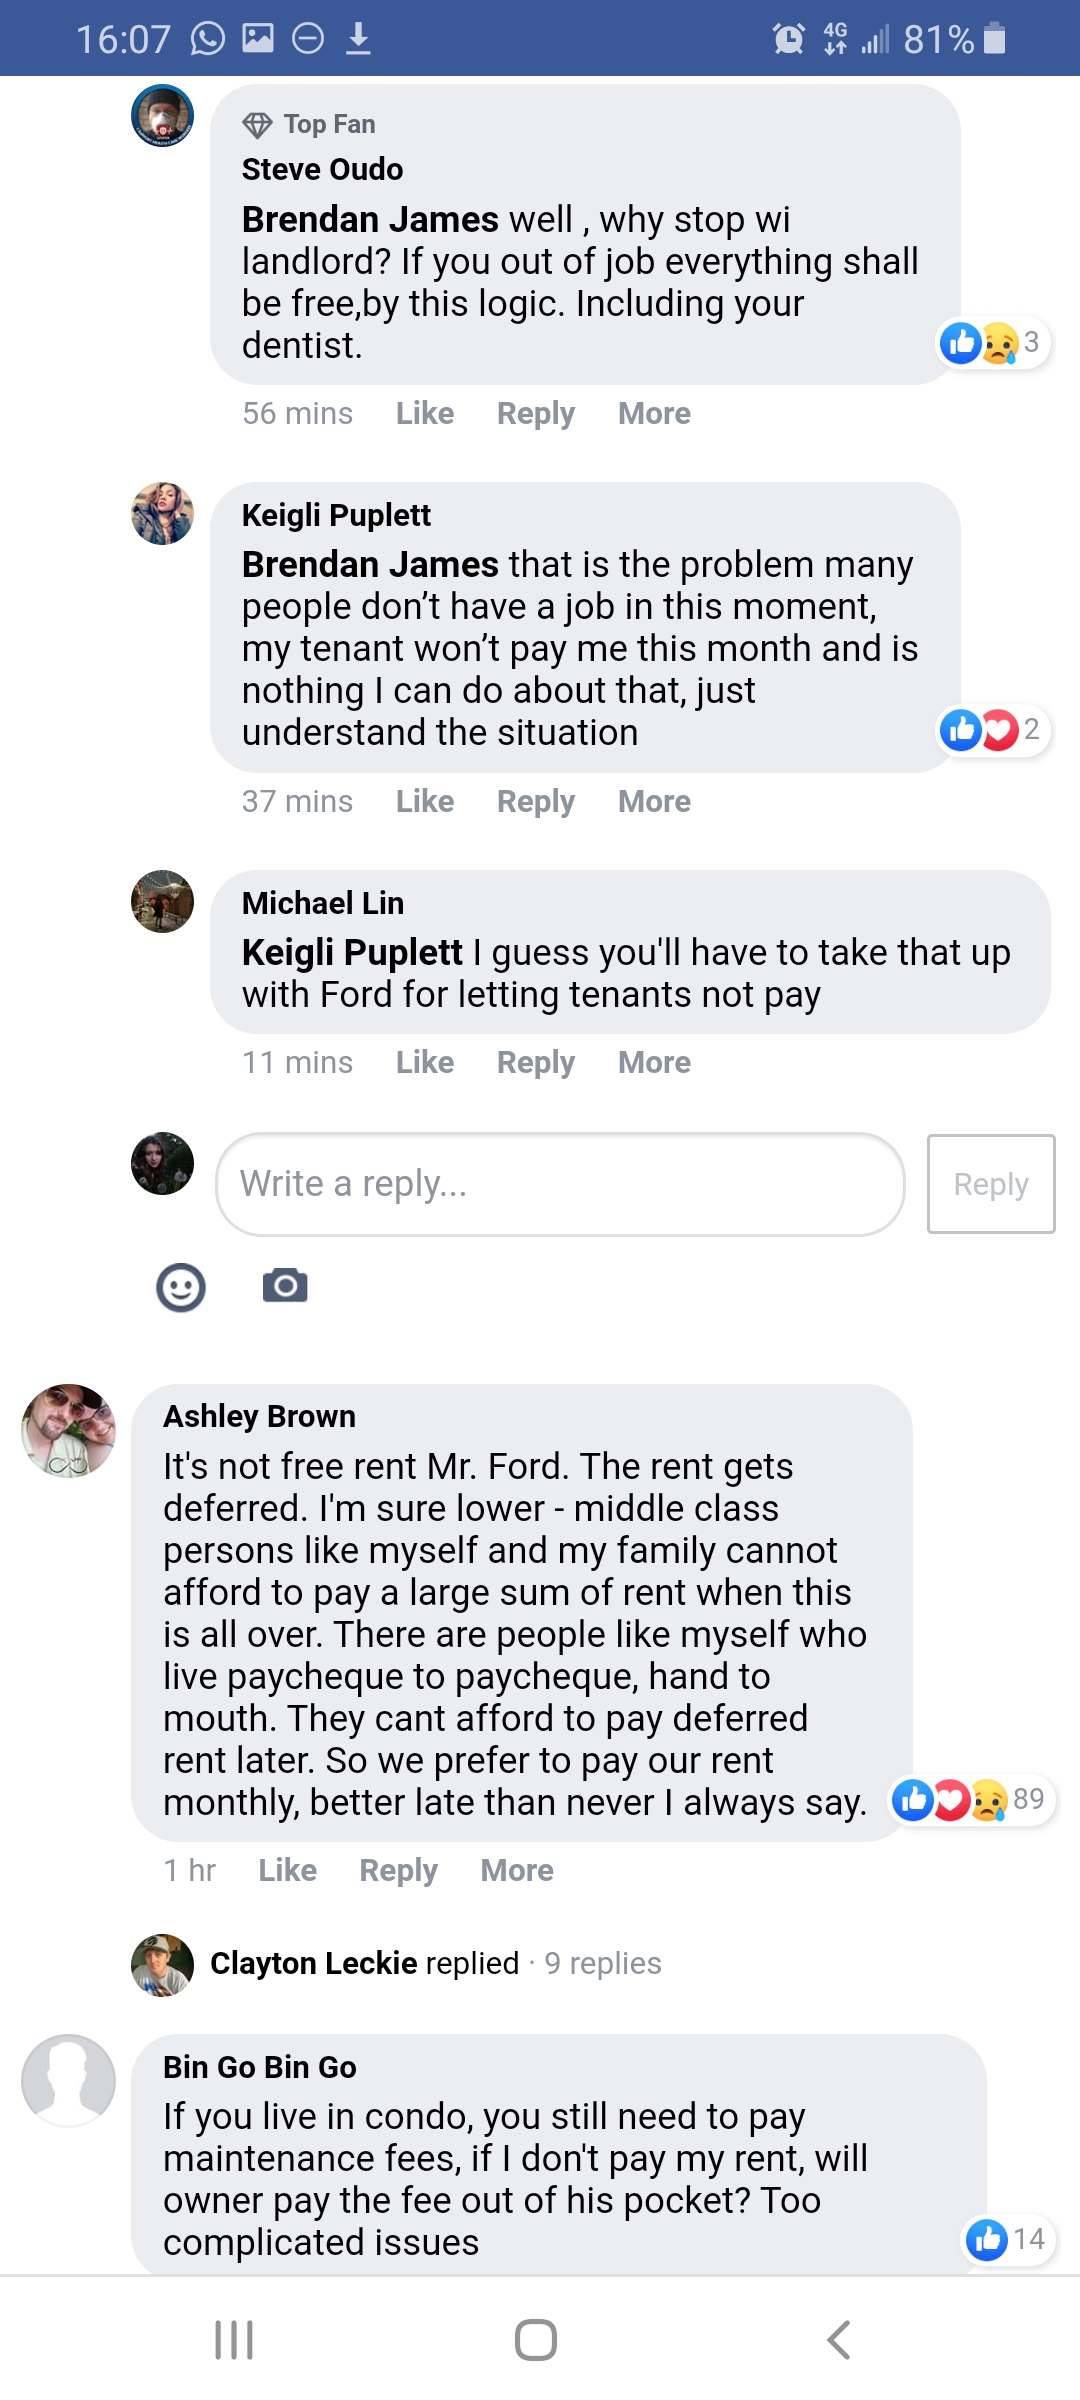 16:07
4G
81%
Top Fan
Steve Oudo
Brendan James well , why stop wi
landlord? If you out of job everything shall
be free,by this logic. Including your
dentist.
3
56 mins Like Reply More
Keigli Puplett
Brendan James that is the problem many
people don’t have a job in this moment,
my tenant won’t pay me this month and is
nothing I can do about that, just
understand the situation
2
37 mins Like Reply More
Michael Lin
Keigli Puplett I guess you'll have to take that up
with Ford for letting tenants not pay
11 mins Like Reply More
Write a reply...
Reply
Ashley Brown
It's not free rent Mr. Ford. The rent gets
deferred. I'm sure lower - middle class
persons like myself and my family cannot
afford to pay a large sum of rent when this
is all over. There are people like myself who
live paycheque to paycheque, hand to
mouth. They cant afford to pay deferred
rent later. So we prefer to pay our rent
monthly, better late than never I always say.
89
1 hr Like Reply More
Clayton Leckie replied · 9 replies
Bin Go Bin Go
If you live in condo, you still need to pay
maintenance fees, if I don't pay my rent, will
owner pay the fee out of his pocket? Too
complicated issues
14